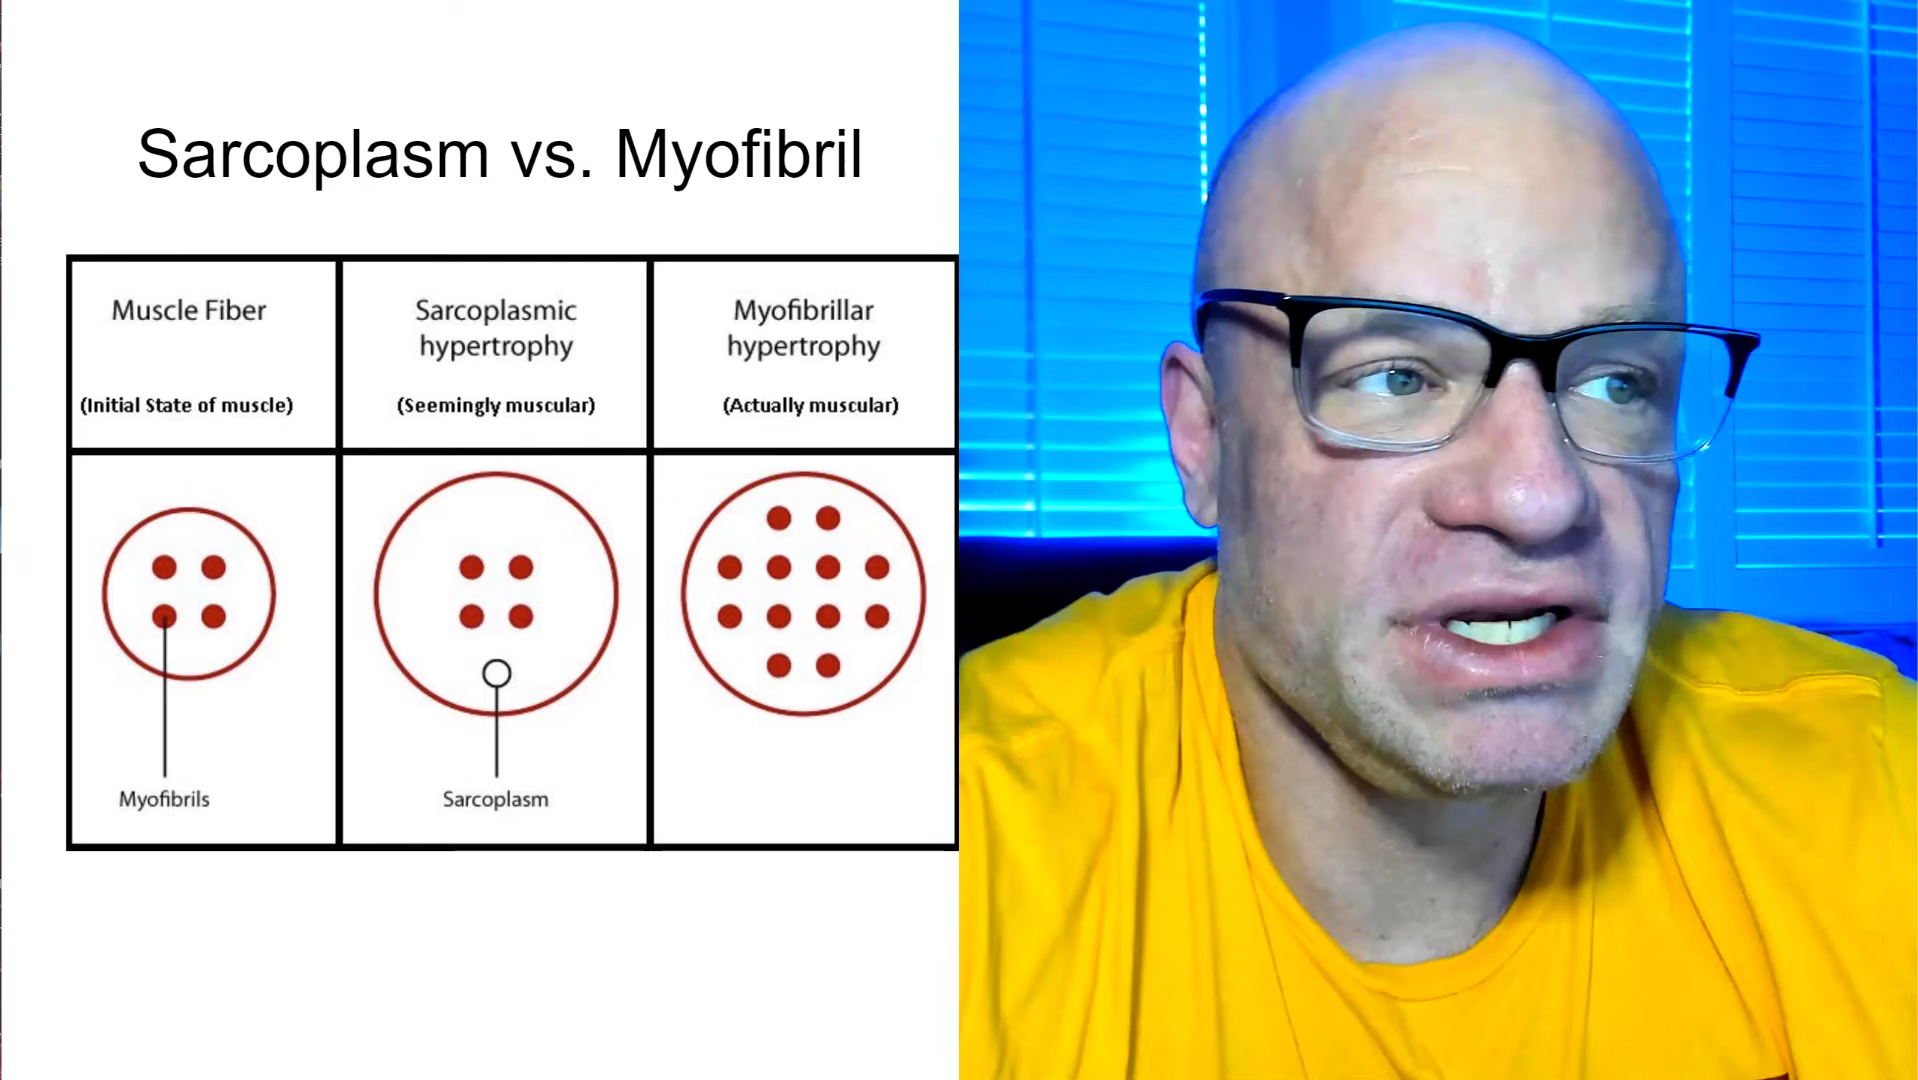 Sarcoplasm vs. Myofibril
Muscle Fiber
(Initial State of muscle)
Sarcoplasmic
hypertrophy
(Seemingly muscular)
Myofibrillar
hypertrophy
(Actually muscular)
Myofibrils
Sarcoplasm